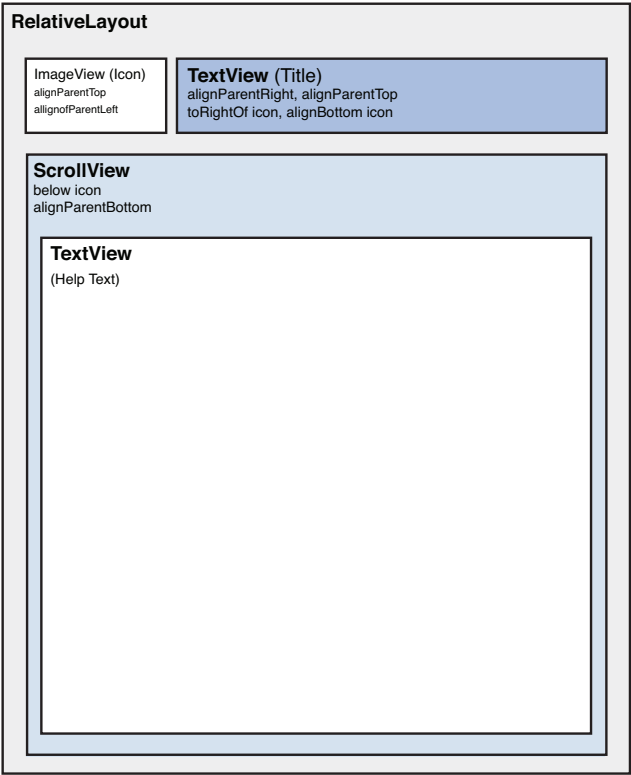 RelativeLayout
ImageView (Icon)
alignParentTop
allignofParentLeft
TextView (Title)
alignParentRight, alignParentTop
toRightOf icon, alignBottom icon
ScrollView
below icon
alignParentBottom
TextView
(Help Text)